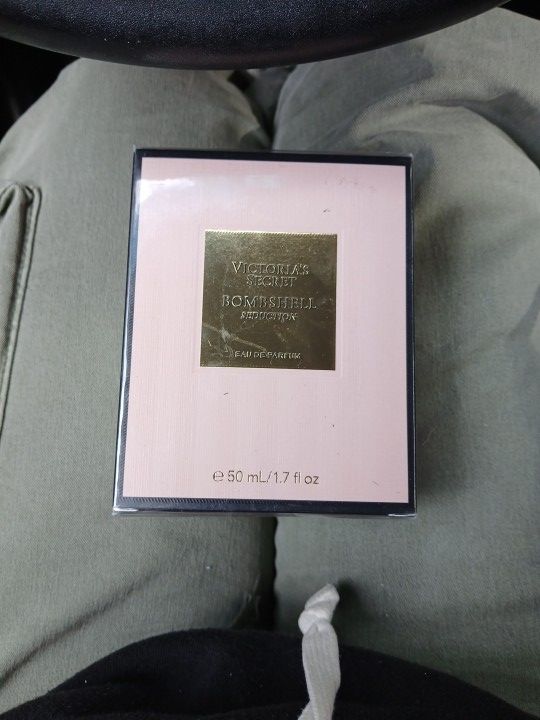 VICTORIA'S
SECRET
BOMBSHELL
SEDUCTION
EAU DE PARFUM
℮ 50 mL/1.7 fl oz